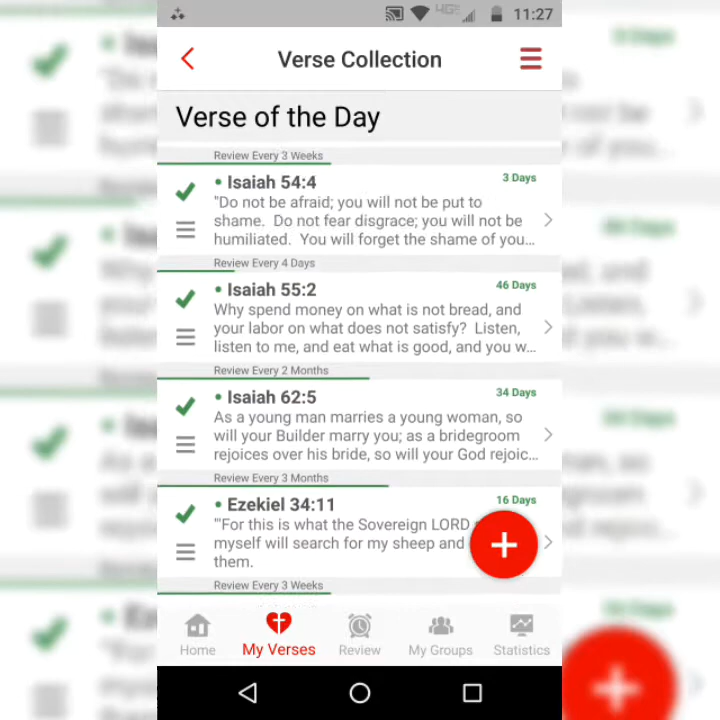 4G
11:27
Verse Collection
Verse of the Day
Review Every 3 Weeks
• Isaiah 54:4
3 Days
"Do not be afraid; you will not be put to
shame.  Do not fear disgrace; you will not be
humiliated.  You will forget the shame of you...
Review Every 4 Days
• Isaiah 55:2
46 Days
Why spend money on what is not bread, and
your labor on what does not satisfy?  Listen,
listen to me, and eat what is good, and you w...
Review Every 2 Months
• Isaiah 62:5
34 Days
As a young man marries a young woman, so
will your Builder marry you; as a bridegroom
rejoices over his bride, so will your God rejoic...
Review Every 3 Months
• Ezekiel 34:11
16 Days
"'For this is what the Sovereign LORD
myself will search for my sheep and
them.
Review Every 3 Weeks
Home
My Verses
Review
My Groups
Statistics